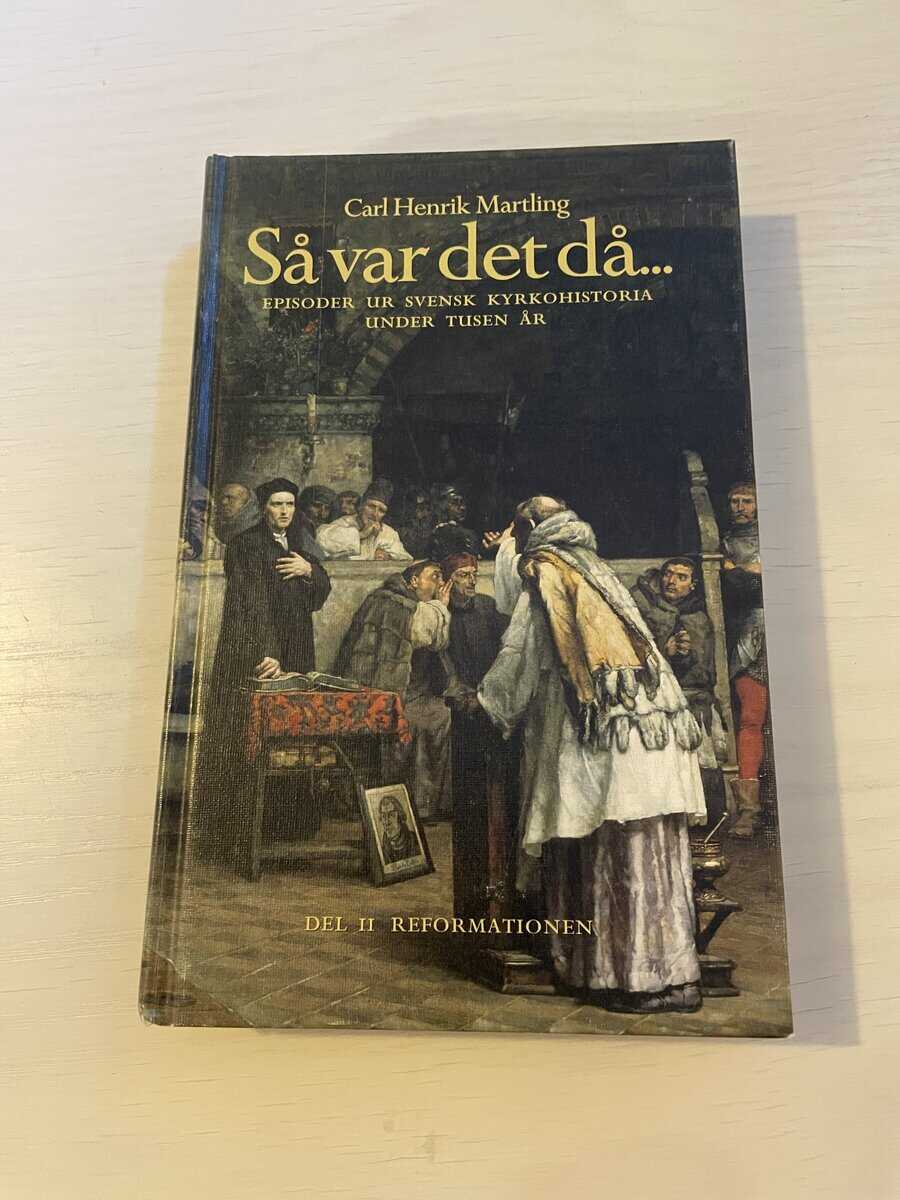 Carl Henrik Martling
Så var det då...
EPISODER UR SVENSK KYRKOHISTORIA
UNDER TUSEN ÅR
DEL II REFORMATIONEN